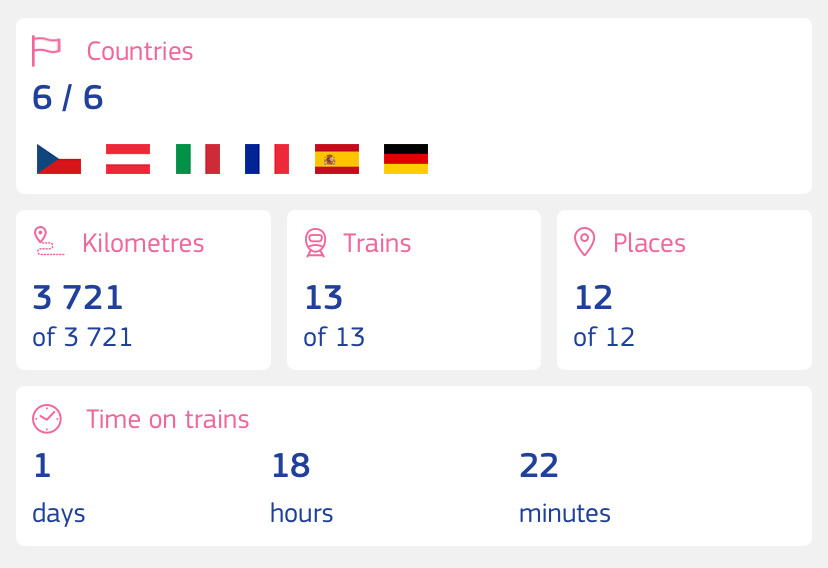 Countries
6 / 6
Kilometres
3 721
of 3 721
Trains
13
of 13
Places
12
of 12
Time on trains
1 18 22
days hours minutes